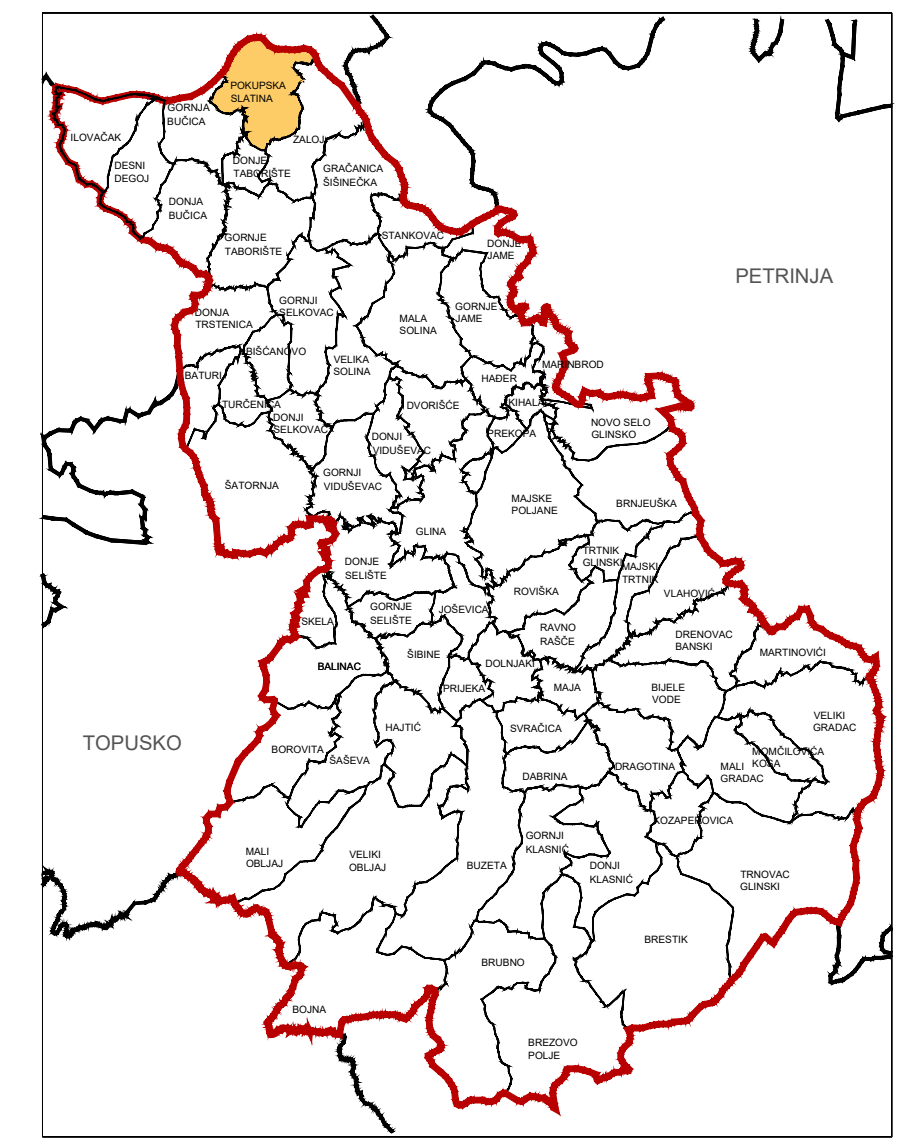 POKUPSKA
SLATINA
GORNJA
BUČICA
ILOVAČAK
ZALOJ
DESNI
DEGOJ
DONJE
TABORIŠTE
GRAČANICA
ŠIŠINEČKA
DONJA
BUČICA
GORNJE
TABORIŠTE
STANKOVAC
DONJE
JAME
PETRINJA
GORNJI
SELKOVAC
DONJA
TRSTENICA
MALA
SOLINA
GORNJE
JAME
BIŠĆANOVO
VELIKA
SOLINA
MARINBROD
BATURI
HAĐER
TURČENICA
DVORIŠĆE
KIHALA
DONJI
SELKOVAC
NOVO SELO
GLINSKO
DONJI
VIDUŠEVAC
PREKOPA
GORNJI
VIDUŠEVAC
ŠATORNJA
MAJSKE
POLJANE
BRNJEUŠKA
GLINA
TRTNIK
GLINSKI
DONJE
SELIŠTE
MAJSKI
TRTNIK
ROVIŠKA
VLAHOVIĆ
GORNJE
SELIŠTE
JOŠEVICA
SKELA
RAVNO
RAŠČE
DRENOVAC
BANSKI
ŠIBINE
MARTINOVIĆI
BALINAC
DOLNJAKI
PRIJEKA
MAJA
BIJELE
VODE
VELIKI
GRADAC
HAJTIĆ
SVRAČICA
TOPUSKO
BOROVITA
ŠAŠEVA
MOMČILOVIĆA
KOSA
DRAGOTINA
MALI
GRADAC
DABRINA
KOZAPEROVICA
GORNJI
KLASNIĆ
MALI
OBLJAJ
VELIKI
OBLJAJ
BUZETA
DONJI
KLASNIĆ
TRNOVAC
GLINSKI
BRESTIK
BRUBNO
BOJNA
BREZOVO
POLJE